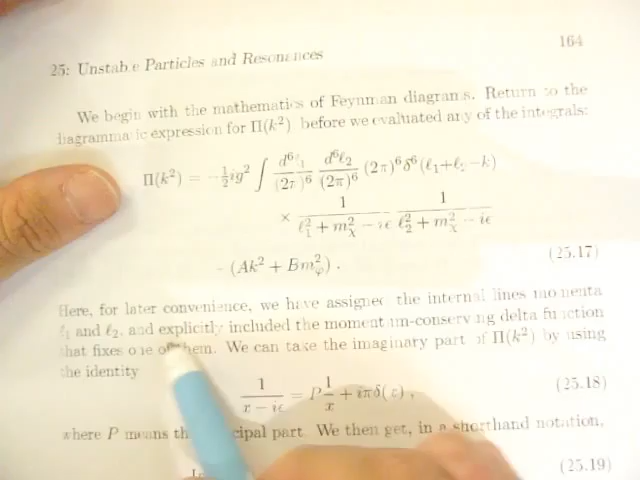 25: Unstable Particles and Resonances 164
We begin with the mathematics of Feynman diagrams. Return to the
diagrammatic expression for Π(k²) before we evaluated any of the integrals:
Π(k²) = −½ig² ∫ d⁶ℓ₁/(2π)⁶ d⁶ℓ₂/(2π)⁶ (2π)⁶δ⁶(ℓ₁+ℓ₂−k)
× 1/(ℓ₁² + m_χ² − iϵ) 1/(ℓ₂² + m_χ² − iϵ)
− (Ak² + Bm_φ²) . (25.17)
Here, for later convenience, we have assigned the internal lines momenta
ℓ₁ and ℓ₂, and explicitly included the momentum-conserving delta function
that fixes one of them. We can take the imaginary part of Π(k²) by using
the identity
1/(x − iϵ) = P 1/x + iπδ(x) , (25.18)
where P means the principal part. We then get, in a shorthand notation,
(25.19)